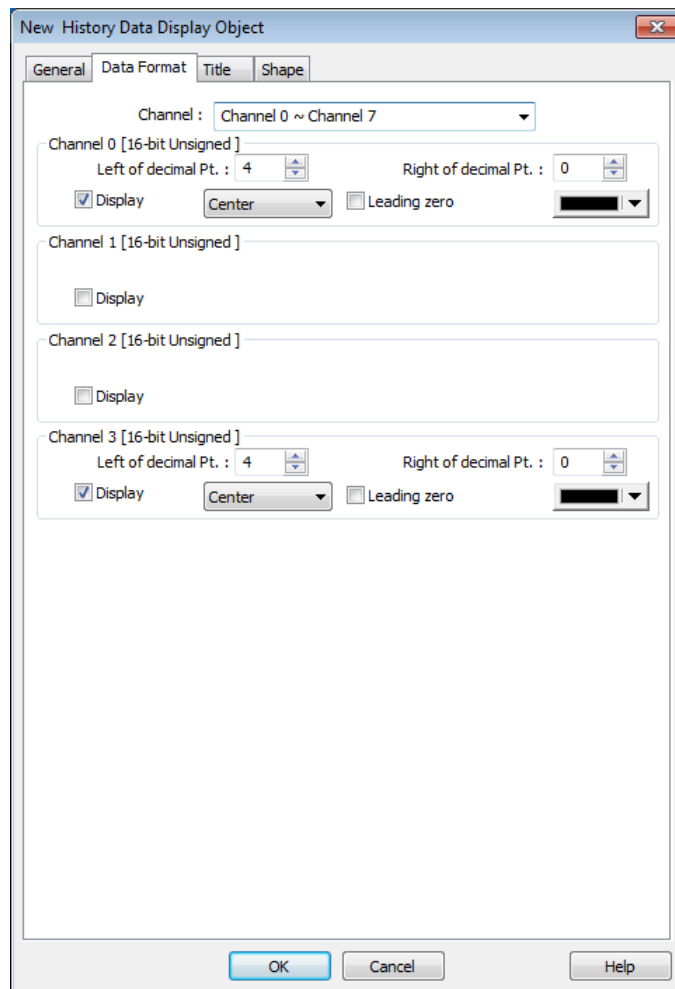 New  History Data Display Object
General Data Format Title Shape
Channel : Channel 0 ~ Channel 7
Channel 0 [16-bit Unsigned ]
Left of decimal Pt. : 4 Right of decimal Pt. : 0
Display Center Leading zero
Channel 1 [16-bit Unsigned ]
Display
Channel 2 [16-bit Unsigned ]
Display
Channel 3 [16-bit Unsigned ]
Left of decimal Pt. : 4 Right of decimal Pt. : 0
Display Center Leading zero
OK Cancel Help